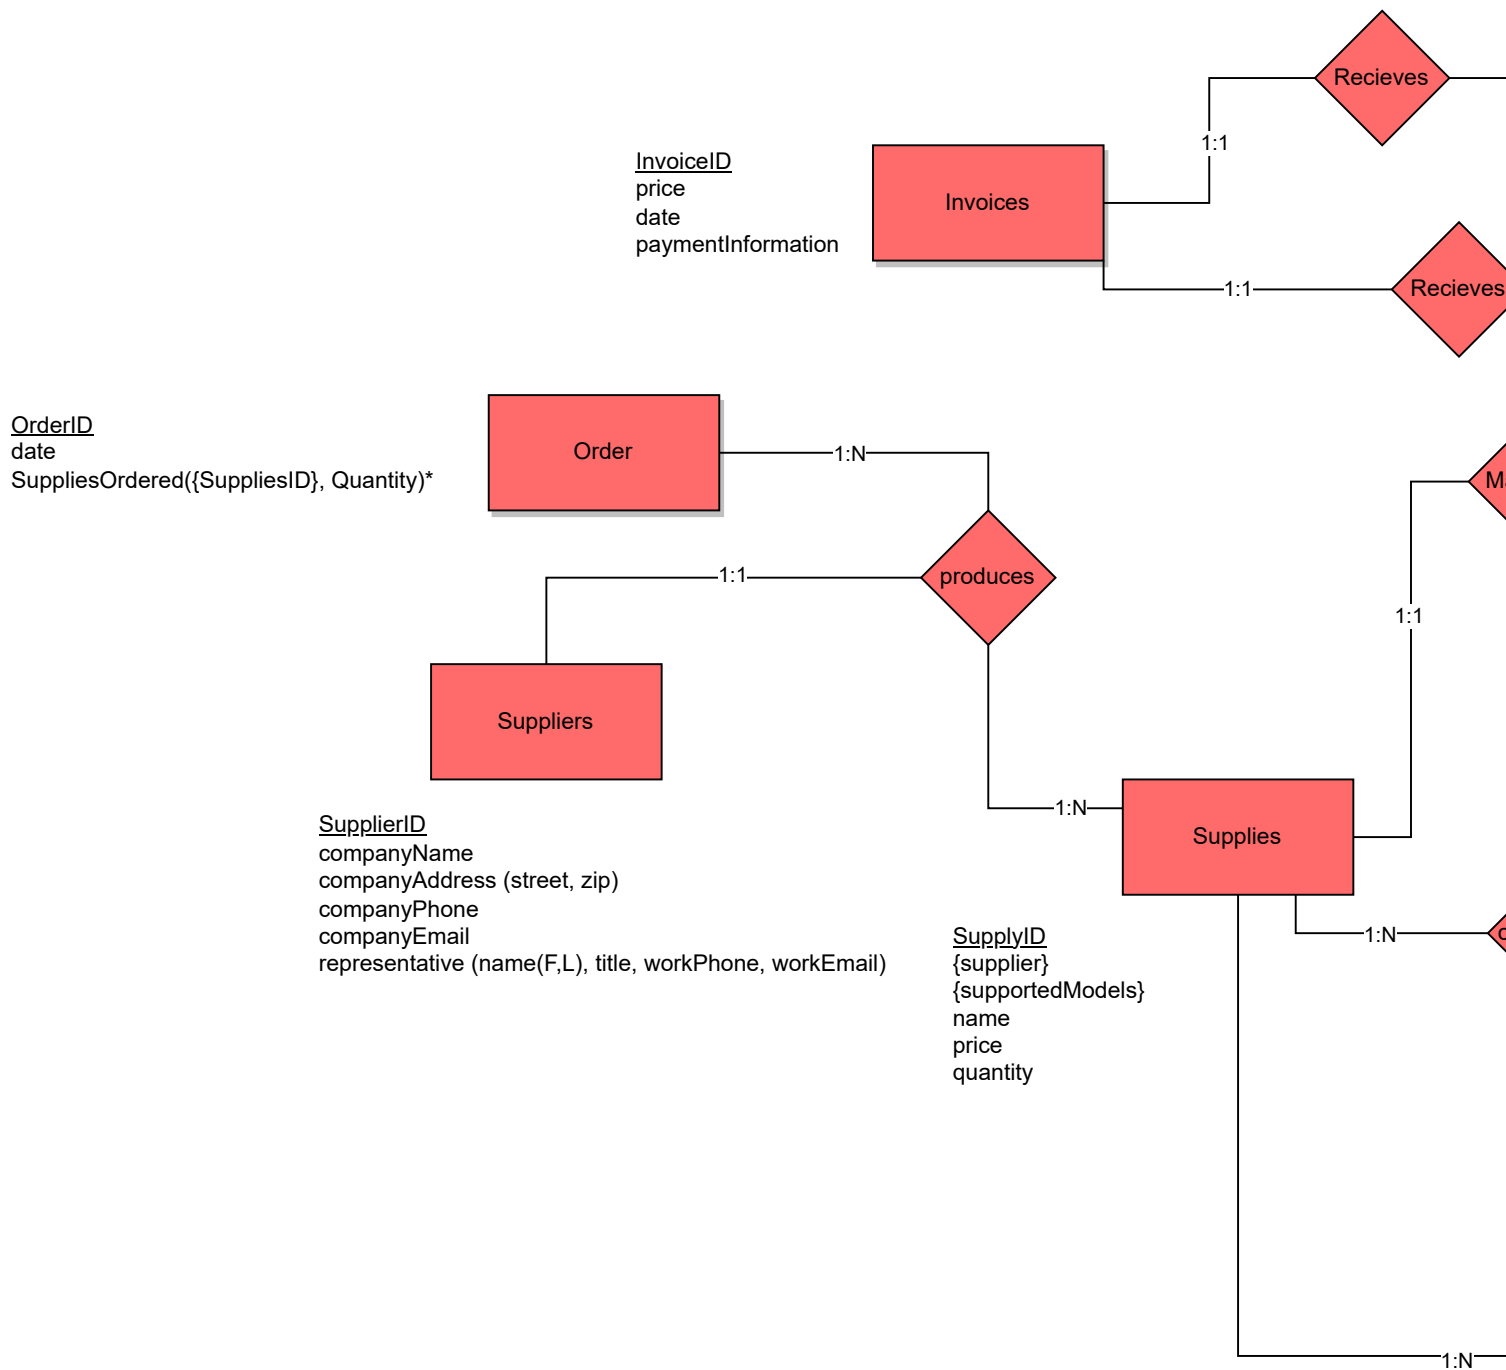 Recieves
1:1
InvoiceID
price
date
paymentInformation
Invoices
1:1
Recieves
OrderID
date
SuppliesOrdered({SuppliesID}, Quantity)*
Order
1:N
produces
1:1
1:1
Suppliers
SupplierID
companyName
companyAddress (street, zip)
companyPhone
companyEmail
representative (name(F,L), title, workPhone, workEmail)
1:N
Supplies
1:N
SupplyID
{supplier}
{supportedModels}
name
price
quantity
1:N